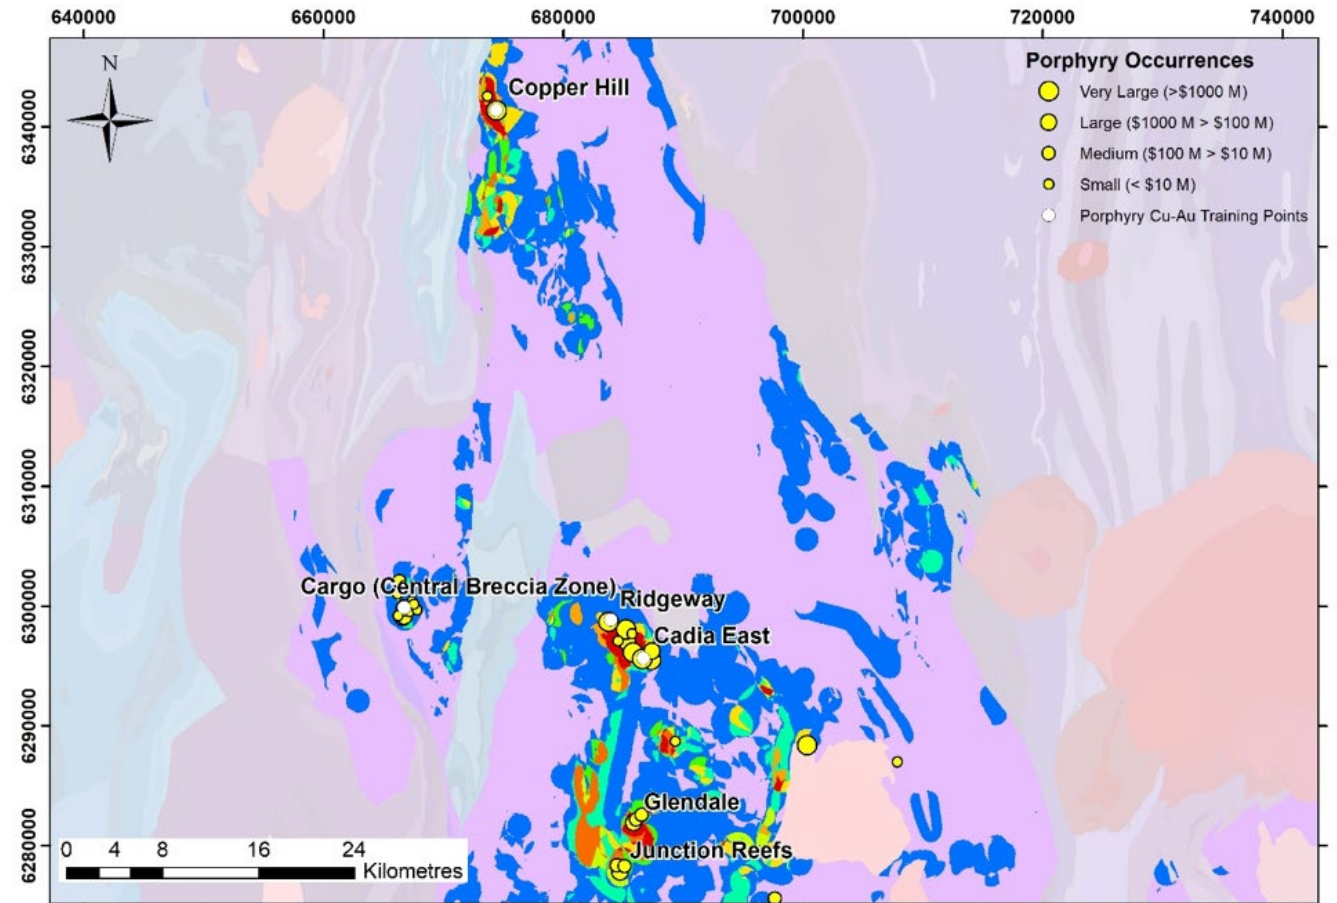 640000 660000 680000 700000 720000 740000
N
Porphyry Occurrences
Very Large (>$1000 M)
Large ($1000 M > $100 M)
Medium ($100 M > $10 M)
Small (< $10 M)
Porphyry Cu-Au Training Points
6340000
6330000
6320000
6310000
6300000
6290000
6280000
Copper Hill
Cargo (Central Breccia Zone)
Ridgeway
Cadia East
Glendale
Junction Reefs
0 4 8 16 24
Kilometres